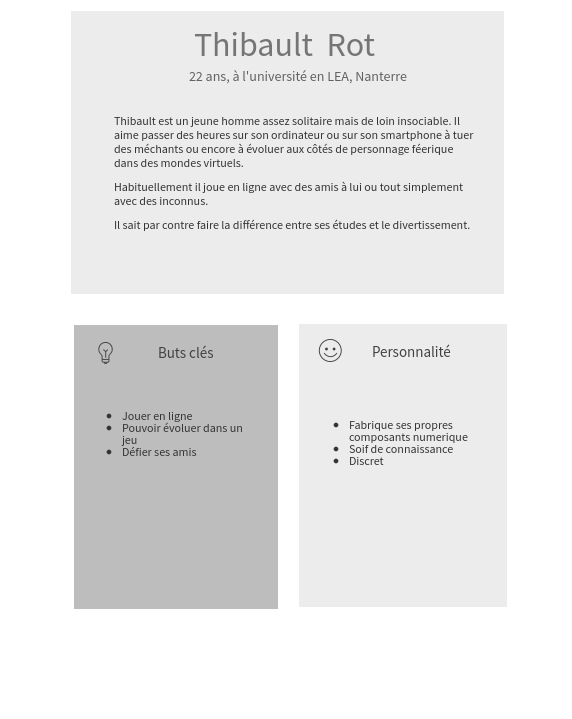 Thibault Rot
22 ans, à l'université en LEA, Nanterre
Thibault est un jeune homme assez solitaire mais de loin insociable. Il
aime passer des heures sur son ordinateur ou sur son smartphone à tuer
des méchants ou encore à évoluer aux côtés de personnage féerique
dans des mondes virtuels.
Habituellement il joue en ligne avec des amis à lui ou tout simplement
avec des inconnus.
Il sait par contre faire la différence entre ses études et le divertissement.
Buts clés
● Jouer en ligne
● Pouvoir évoluer dans un
jeu
● Défier ses amis
Personnalité
● Fabrique ses propres
composants numerique
● Soif de connaissance
● Discret